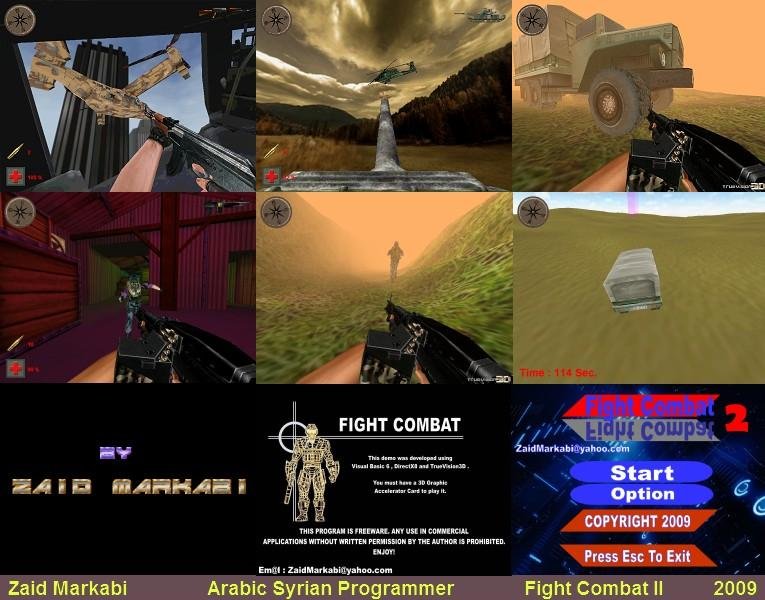 TRUEVISION3D
TRUEVISION3D
Time : 114 Sec.
BY
ZAID MARKABI
FIGHT COMBAT
This demo was developed using
Visual Basic 6 , DirectX8 and TrueVision3D .
You must have a 3D Graphic
Accelerator Card to play it.
THIS PROGRAM IS FREEWARE. ANY USE IN COMMERCIAL
APPLICATIONS WITHOUT WRITTEN PERMISSION BY THE AUTHOR IS PROHIBITED.
ENJOY!
Em@l : ZaidMarkabi@yahoo.com
Fight Combat 2
ZaidMarkabi@yahoo.com
Start
Option
COPYRIGHT 2009
Press Esc To Exit
Zaid Markabi Arabic Syrian Programmer Fight Combat II 2009